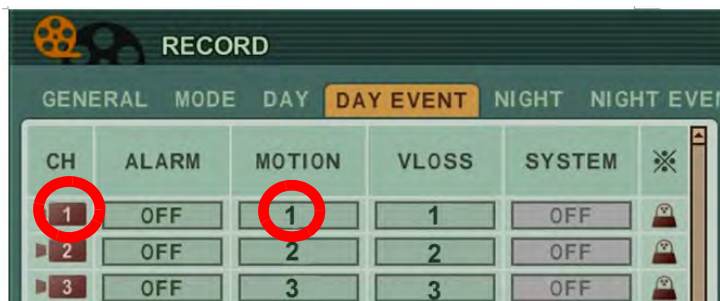 RECORD
GENERAL MODE DAY DAY EVENT NIGHT NIGHT EVE
CH ALARM MOTION VLOSS SYSTEM ※
1 OFF 1 1 OFF
2 OFF 2 2 OFF
3 OFF 3 3 OFF